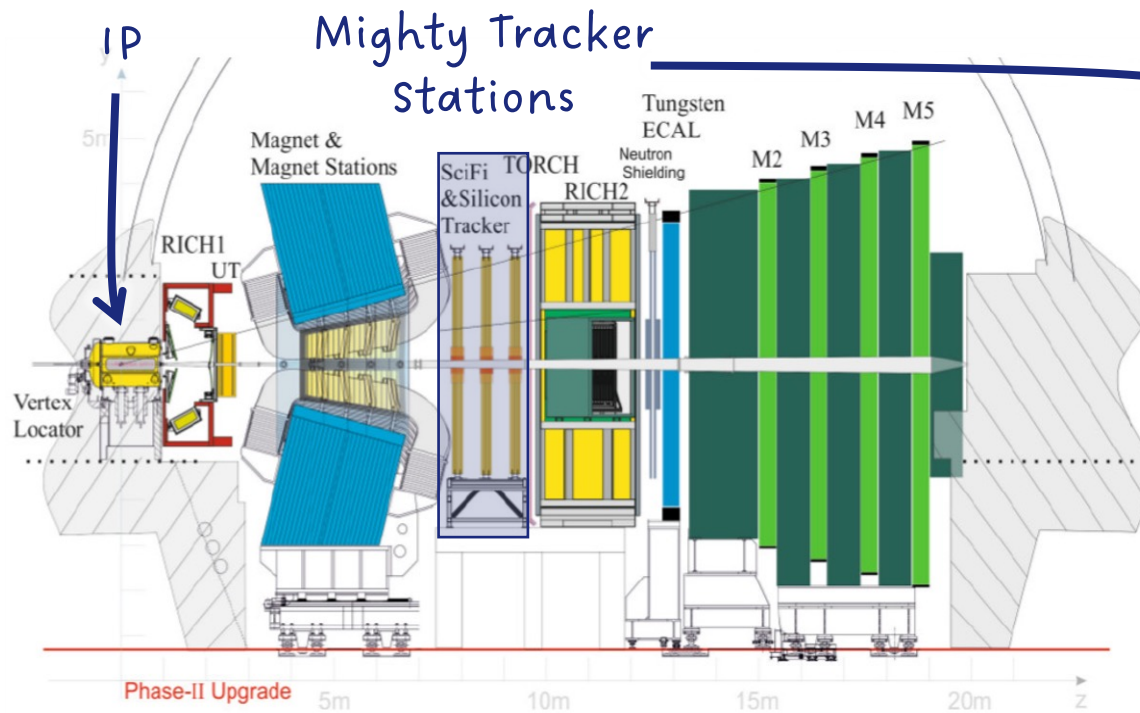 IP
Mighty Tracker
Stations
y
5m
Magnet &
Magnet Stations
SciFi
&Silicon
Tracker
TORCH
RICH2
Tungsten
ECAL
Neutron
Shielding
M2
M3
M4
M5
RICH1
UT
Vertex
Locator
Phase-II Upgrade
5m
10m
15m
20m
z